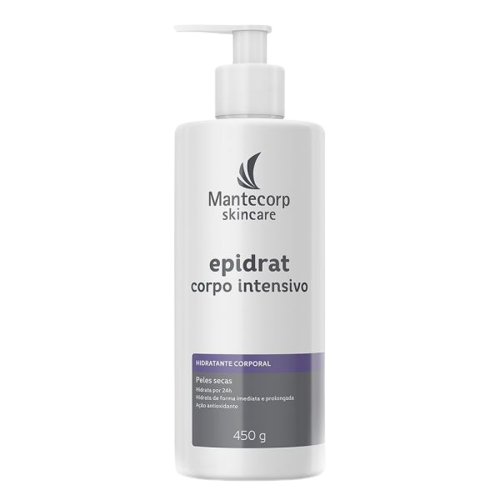 Mantecorp
skincare
epidrat
corpo intensivo
HIDRATANTE CORPORAL
Peles secas
Hidrata por 24h
Hidrata de forma imediata e prolongada
Ação antioxidante
450 g